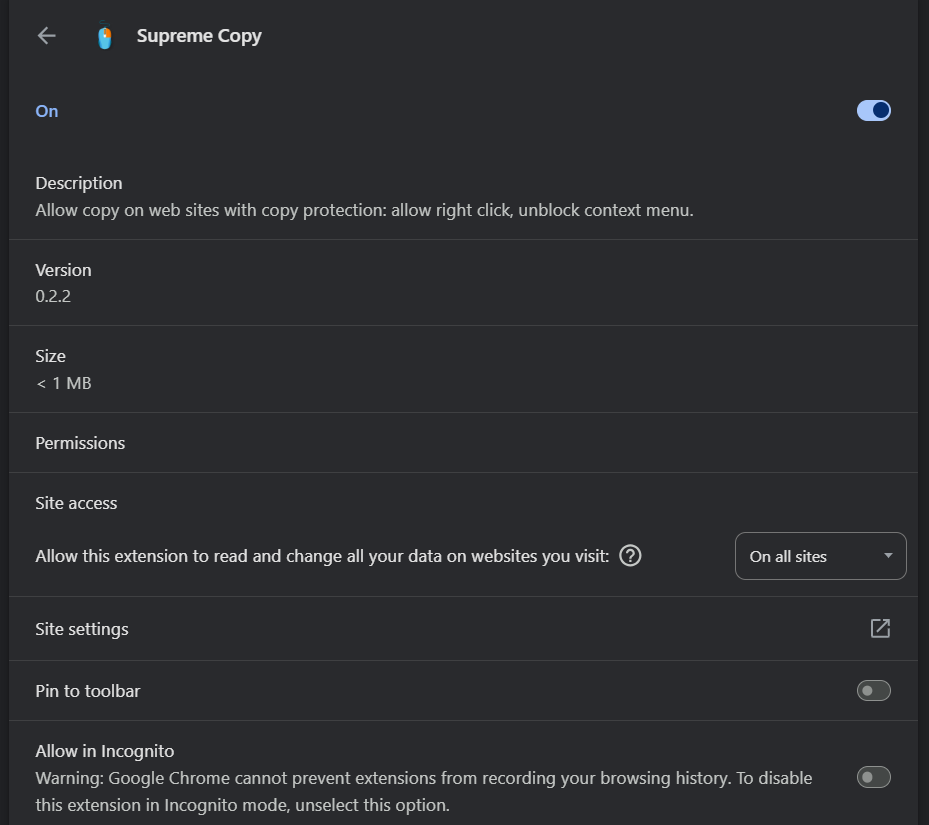 Supreme Copy
On
Description
Allow copy on web sites with copy protection: allow right click, unblock context menu.
Version
0.2.2
Size
< 1 MB
Permissions
Site access
Allow this extension to read and change all your data on websites you visit:
On all sites
Site settings
Pin to toolbar
Allow in Incognito
Warning: Google Chrome cannot prevent extensions from recording your browsing history. To disable
this extension in Incognito mode, unselect this option.